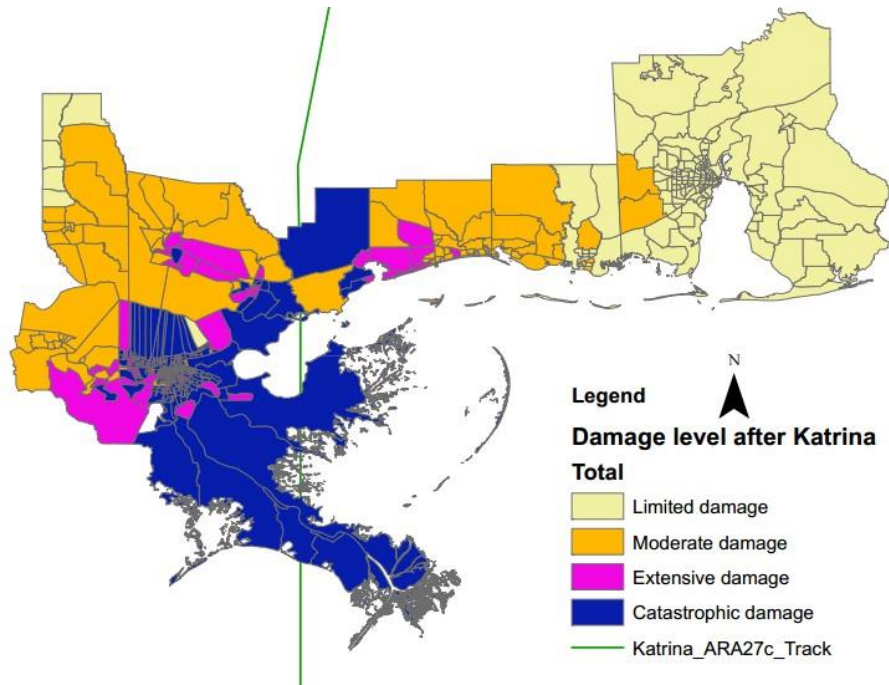 N
Legend
Damage level after Katrina
Total
Limited damage
Moderate damage
Extensive damage
Catastrophic damage
Katrina_ARA27c_Track